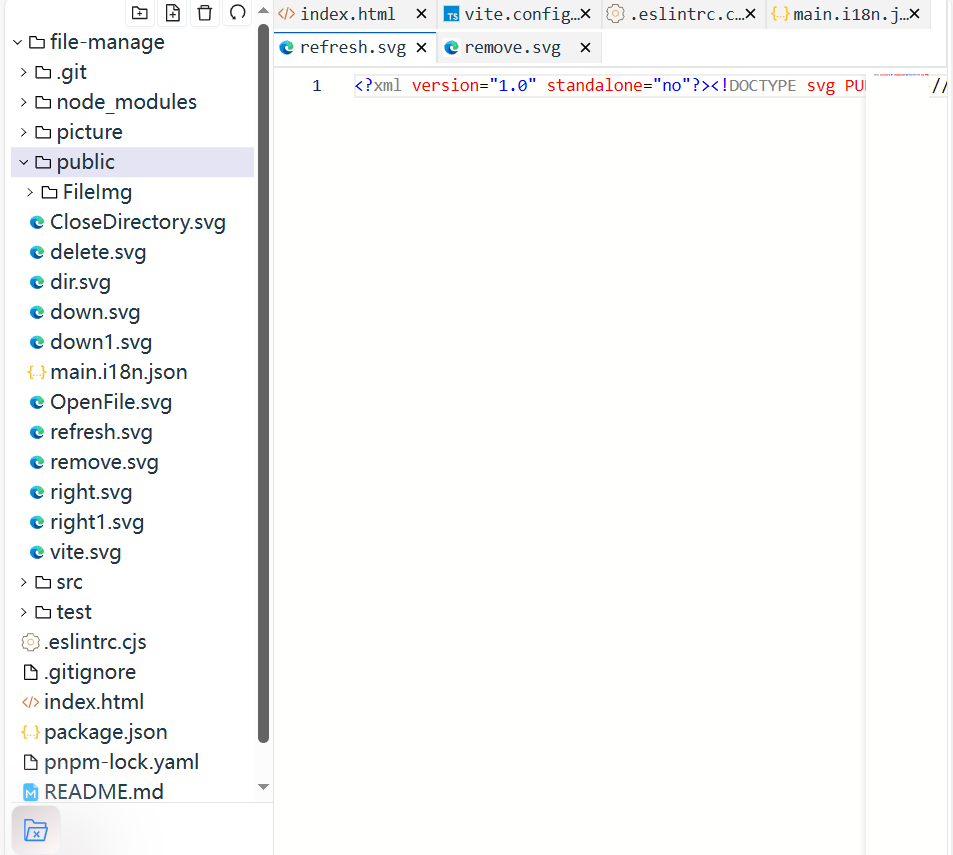 index.html
vite.config...
.eslintrc.c...
main.i18n.j...
refresh.svg
remove.svg
file-manage
.git
node_modules
picture
public
FileImg
CloseDirectory.svg
delete.svg
dir.svg
down.svg
down1.svg
main.i18n.json
OpenFile.svg
refresh.svg
remove.svg
right.svg
right1.svg
vite.svg
src
test
.eslintrc.cjs
.gitignore
index.html
package.json
pnpm-lock.yaml
README.md
1 <?xml version="1.0" standalone="no"?><!DOCTYPE svg PU
//